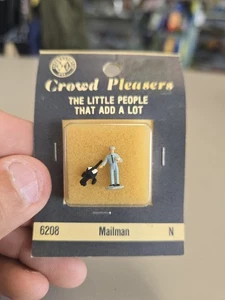 Crowd Pleasers
THE LITTLE PEOPLE
THAT ADD A LOT
6208 Mailman N